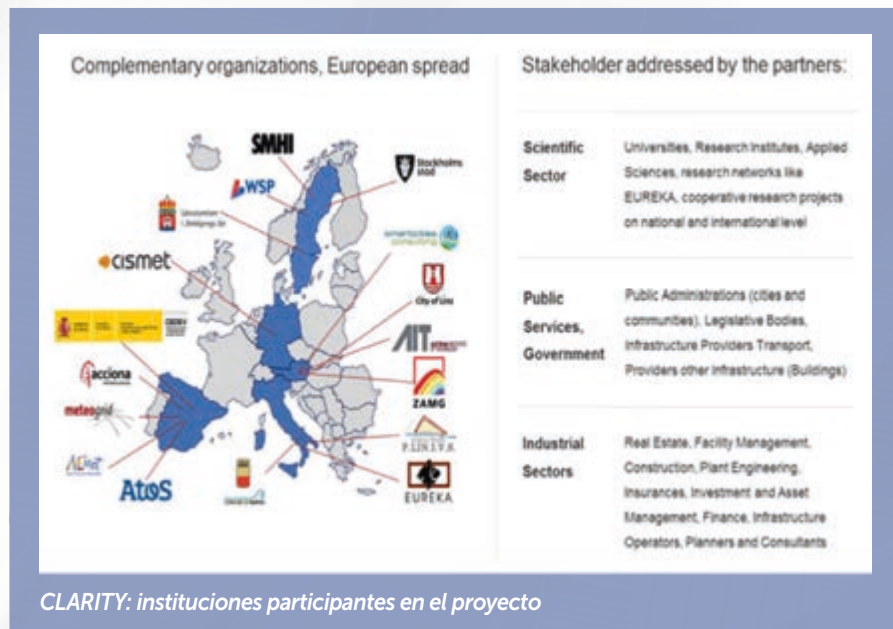 Complementary organizations, European spread
SMHI
Stockholms
stad
WSP
smartcities
consulting
cismet
City of Linz
AIT
acciona
ZAMG
meteogrid
P.LIN.I.V.S.
AtoS
EUREKA
Stakeholder addressed by the partners:
Scientific
Sector
Universities, Research Institutes, Applied
Sciences, research networks like
EUREKA, cooperative research projects
on national and international level
Public
Services,
Government
Public Administrations (cities and
communities), Legislative Bodies,
Infrastructure Providers Transport,
Providers other Infrastructure (Buildings)
Industrial
Sectors
Real Estate, Facility Management,
Construction, Plant Engineering,
Insurances, Investment and Asset
Management, Finance, Infrastructure
Operators, Planners and Consultants
CLARITY: instituciones participantes en el proyecto